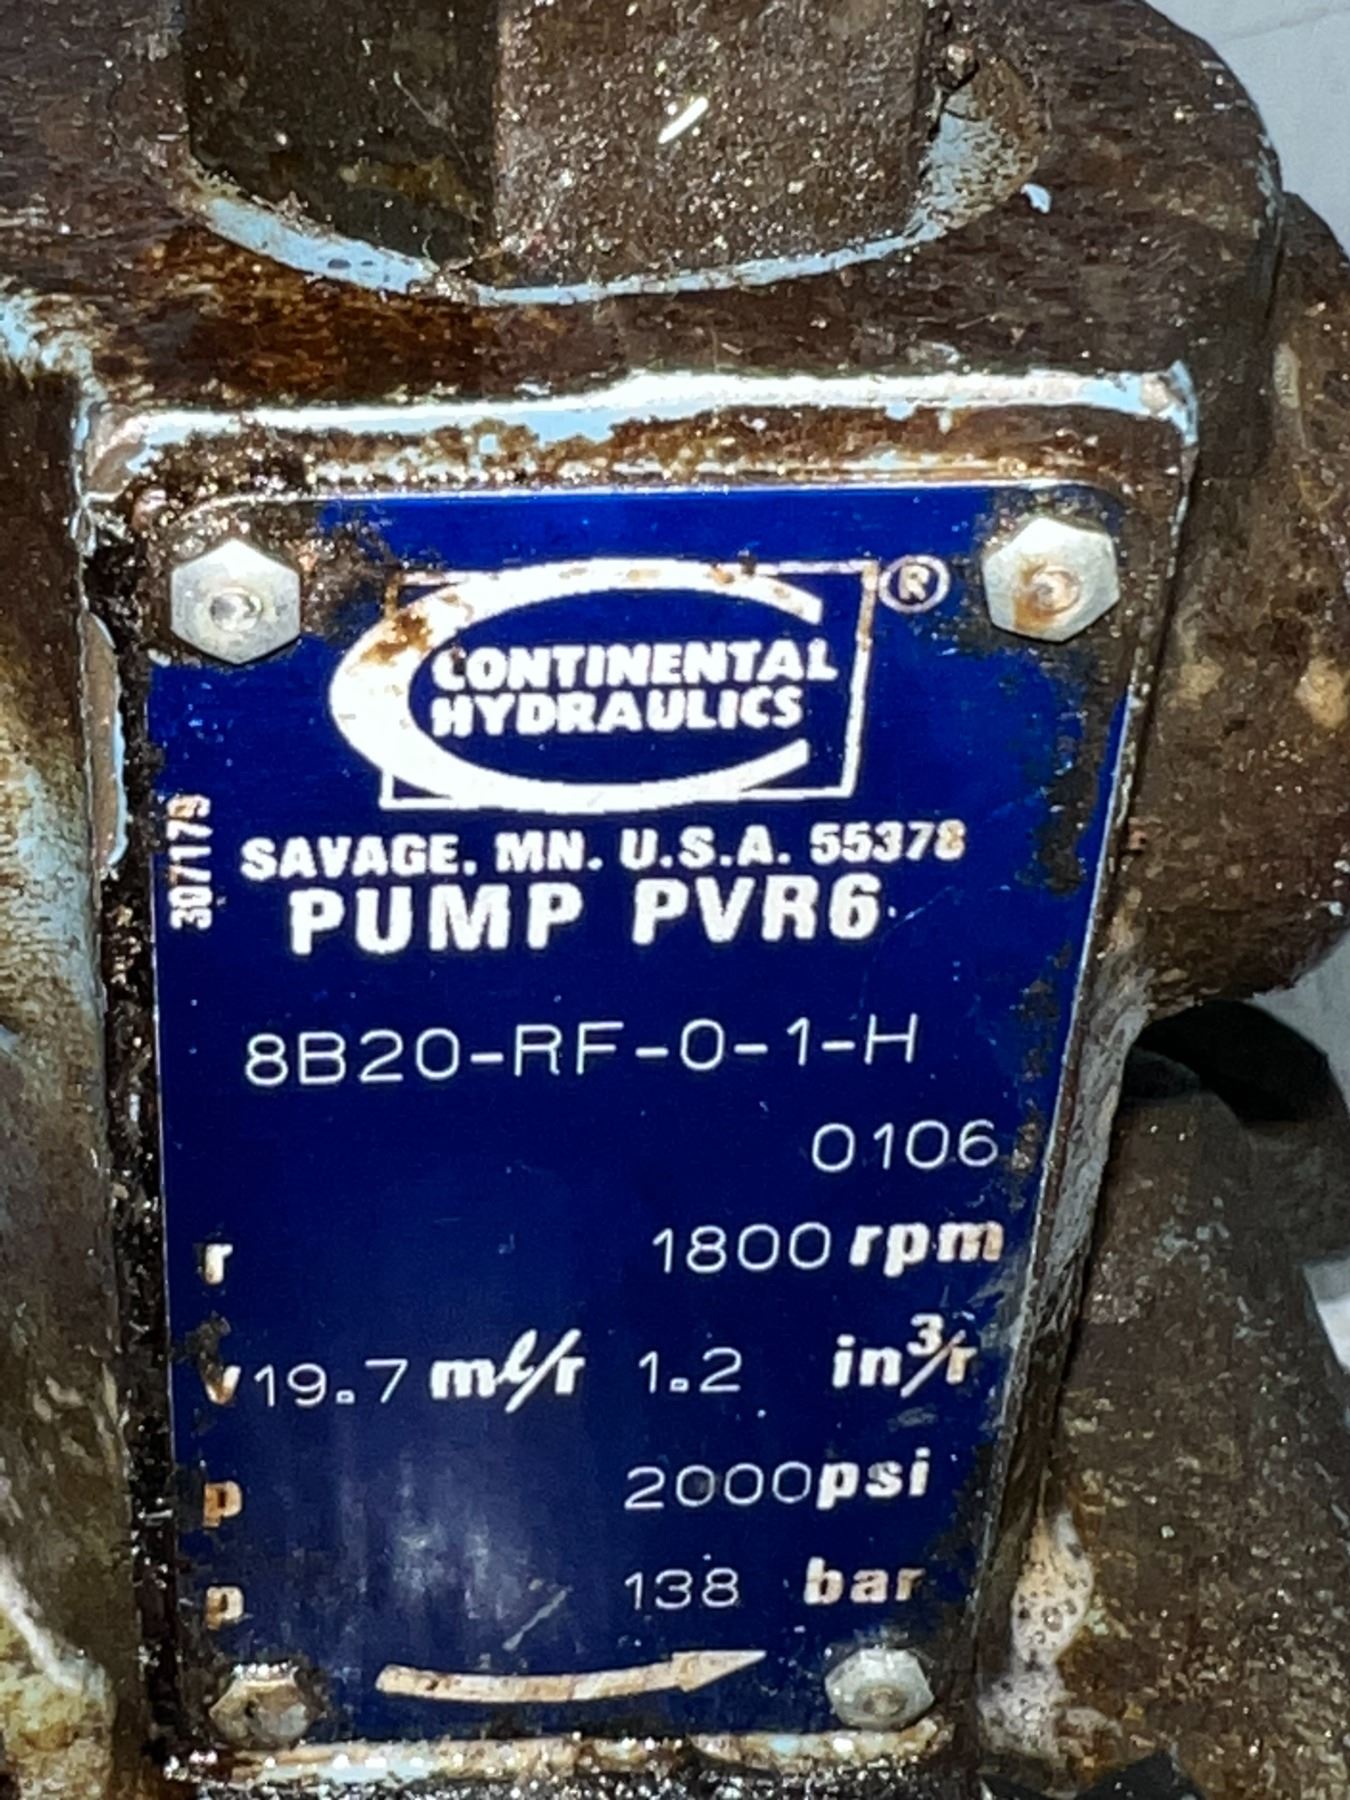 CONTINENTAL
HYDRAULICS
®
307179
SAVAGE, MN. U.S.A. 55378
PUMP PVR6
8B20-RF-0-1-H
0106
r 1800 rpm
v 19.7 mℓ/r 1.2 in³/r
p 2000 psi
p 138 bar